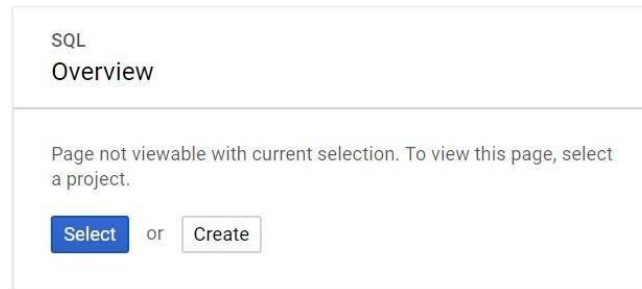 SQL
Overview
Page not viewable with current selection. To view this page, select
a project.
Select or Create